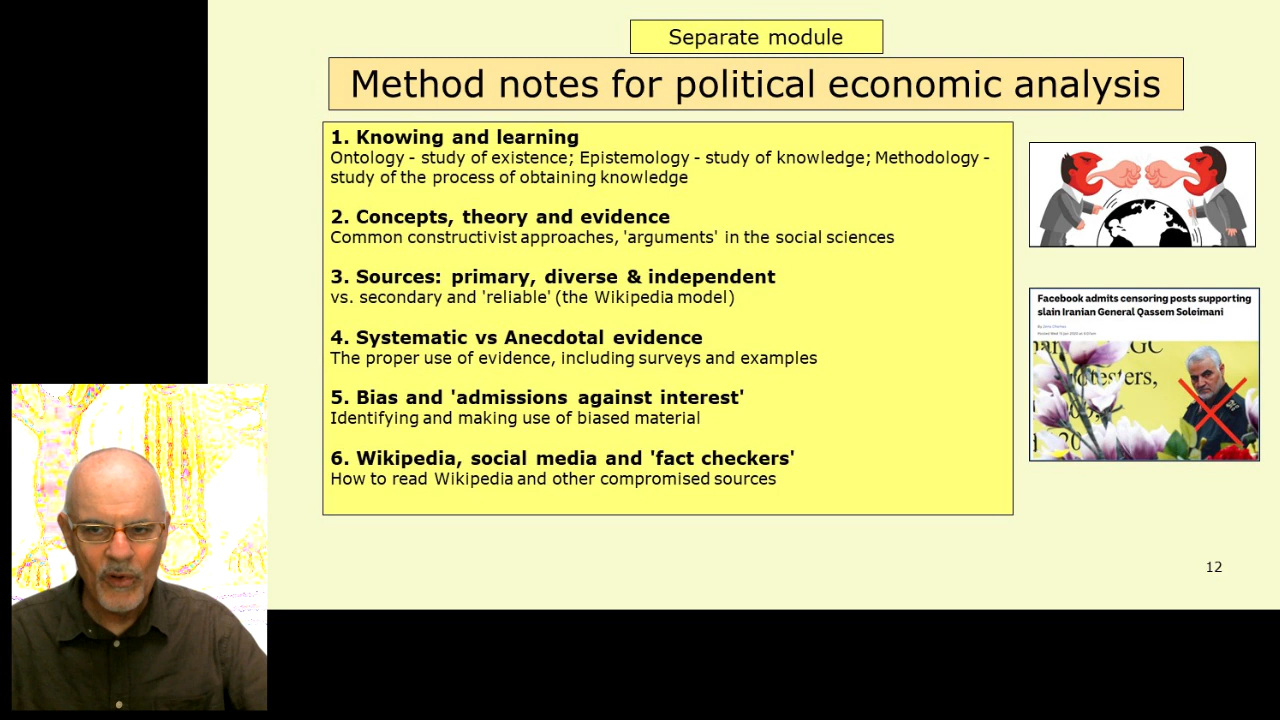 Separate module
Method notes for political economic analysis
1. Knowing and learning
Ontology - study of existence; Epistemology - study of knowledge; Methodology -
study of the process of obtaining knowledge
2. Concepts, theory and evidence
Common constructivist approaches, 'arguments' in the social sciences
3. Sources: primary, diverse & independent
vs. secondary and 'reliable' (the Wikipedia model)
4. Systematic vs Anecdotal evidence
The proper use of evidence, including surveys and examples
5. Bias and 'admissions against interest'
Identifying and making use of biased material
6. Wikipedia, social media and 'fact checkers'
How to read Wikipedia and other compromised sources
Facebook admits censoring posts supporting
slain Iranian General Qassem Soleimani
12